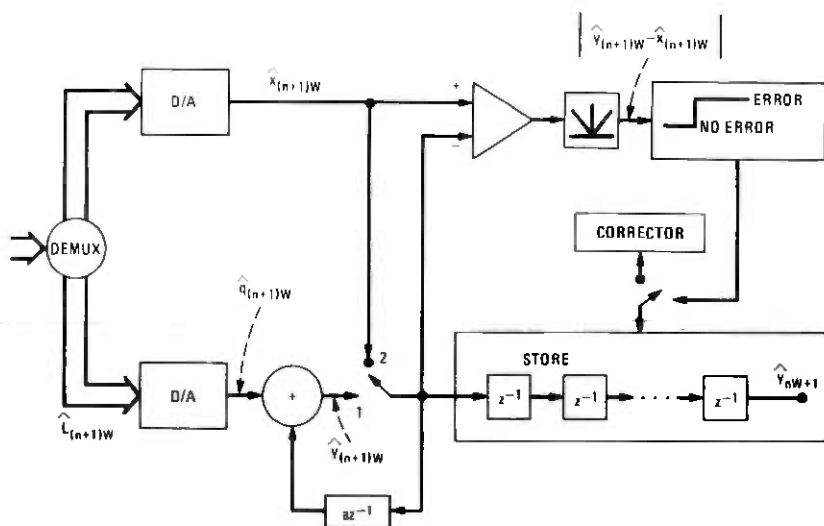 | Ŷ(n+1)W − x̂(n+1)W |
x̂(n+1)W
D/A
+
−
ERROR
NO ERROR
DEMUX
CORRECTOR
q̂(n+1)W
2
STORE
D/A
+
1
z⁻¹
z⁻¹
. . . .
z⁻¹
ŶnW+1
L̂(n+1)W
Ŷ(n+1)W
az⁻¹